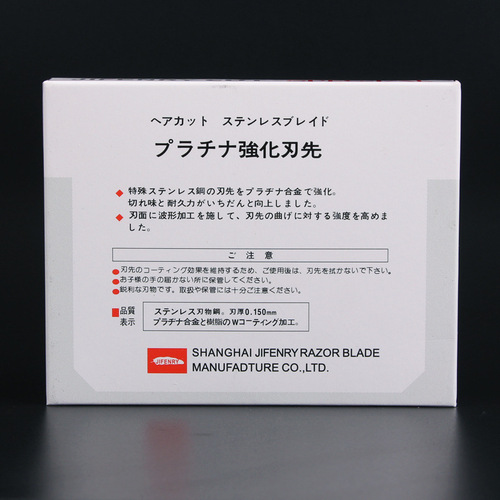 ヘアカット ステンレスブレイド
プラチナ強化刃先
特殊ステンレス鋼の刃先をプラチナ合金で強化。
切れ味と耐久力がいちだんと向上しました。
刃面に波形加工を施して、刃先の曲げに対する強度を高めま
した。
ご注意
刃先のコーティング効果を維持するため、ご使用後は、刃先を拭かないで下さい。
お子様の手の届かない所に保管してください。
鋭利な刃物です。取扱や保管には十分ご注意ください。
品質 ステンレス刃物鋼。刃厚0.150mm
表示 プラチナ合金と樹脂のWコーティング加工。
JIFENRY
SHANGHAI JIFENRY RAZOR BLADE
MANUFADTURE CO.,LTD.